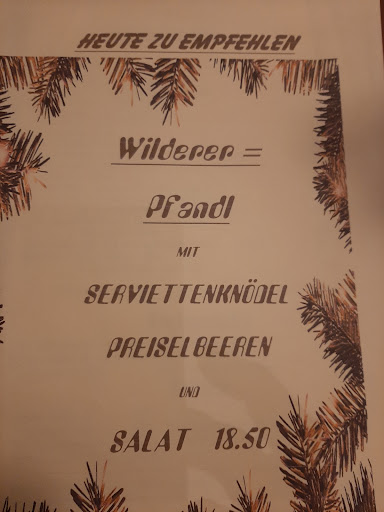 HEUTE ZU EMPFEHLEN
Wilderer =
Pfandl
MIT
SERVIETTENKNÖDEL
PREISELBEEREN
UND
SALAT 18.50